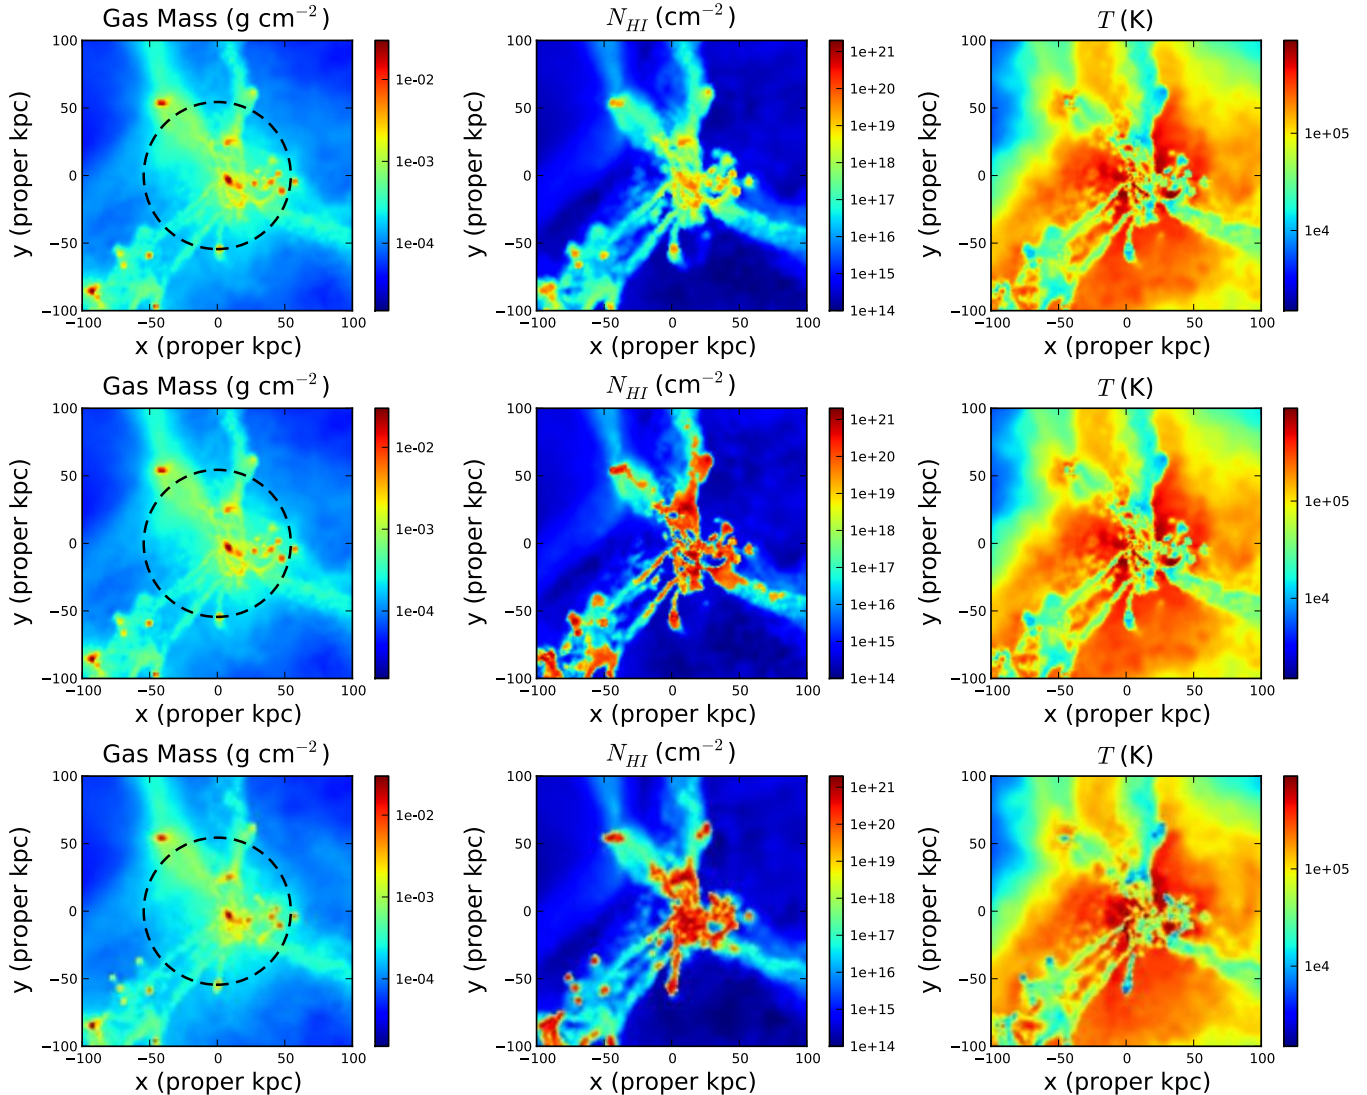 Gas Mass (g cm⁻²) N_HI (cm⁻²) T (K)
100 1e-02 100 1e+21 100
50 50 1e+20 50
1e+19 1e+05
y (proper kpc) 0 1e-03 y (proper kpc) 0 1e+18 y (proper kpc) 0
1e+17
−50 1e-04 −50 1e+16 −50 1e4
1e+15
−100 −100 1e+14 −100
−100 −50 0 50 100 −100 −50 0 50 100 −100 −50 0 50 100
x (proper kpc) x (proper kpc) x (proper kpc)
Gas Mass (g cm⁻²) N_HI (cm⁻²) T (K)
100 1e-02 100 1e+21 100
50 50 1e+20 50
1e+19 1e+05
y (proper kpc) 0 1e-03 y (proper kpc) 0 1e+18 y (proper kpc) 0
1e+17
−50 1e-04 −50 1e+16 −50 1e4
1e+15
−100 −100 1e+14 −100
−100 −50 0 50 100 −100 −50 0 50 100 −100 −50 0 50 100
x (proper kpc) x (proper kpc) x (proper kpc)
Gas Mass (g cm⁻²) N_HI (cm⁻²) T (K)
100 1e-02 100 1e+21 100
50 50 1e+20 50
1e+19 1e+05
y (proper kpc) 0 1e-03 y (proper kpc) 0 1e+18 y (proper kpc) 0
1e+17
−50 1e-04 −50 1e+16 −50 1e4
1e+15
−100 −100 1e+14 −100
−100 −50 0 50 100 −100 −50 0 50 100 −100 −50 0 50 100
x (proper kpc) x (proper kpc) x (proper kpc)